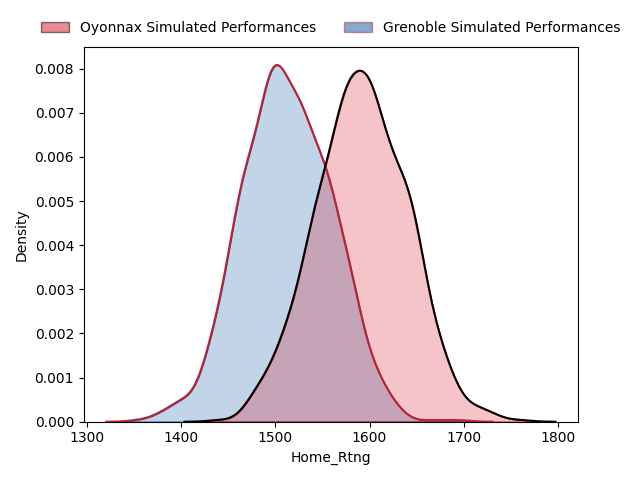 Oyonnax Simulated Performances Grenoble Simulated Performances
0.008
0.007
0.006
0.005
0.004
0.003
0.002
0.001
0.000
Density
1300 1400 1500 1600 1700 1800
Home_Rtng